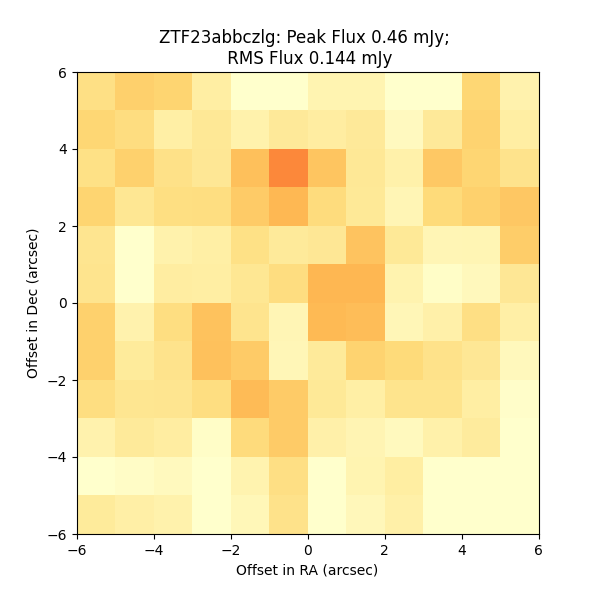 ZTF23abbczlg: Peak Flux 0.46 mJy;
RMS Flux 0.144 mJy
6
4
2
0
−2
−4
−6
Offset in Dec (arcsec)
−6 −4 −2 0 2 4 6
Offset in RA (arcsec)